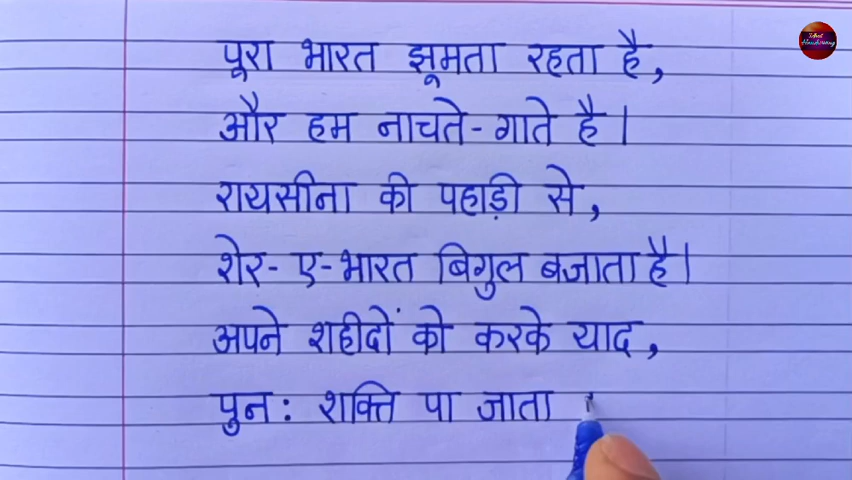 पूरा भारत झूमता रहता है,
और हम नाचते-गाते है।
रायसीना की पहाड़ी से,
शेर-ए-भारत बिगुल बजाता है।
अपने शहीदों को करके याद,
पुनः शक्ति पा जाता